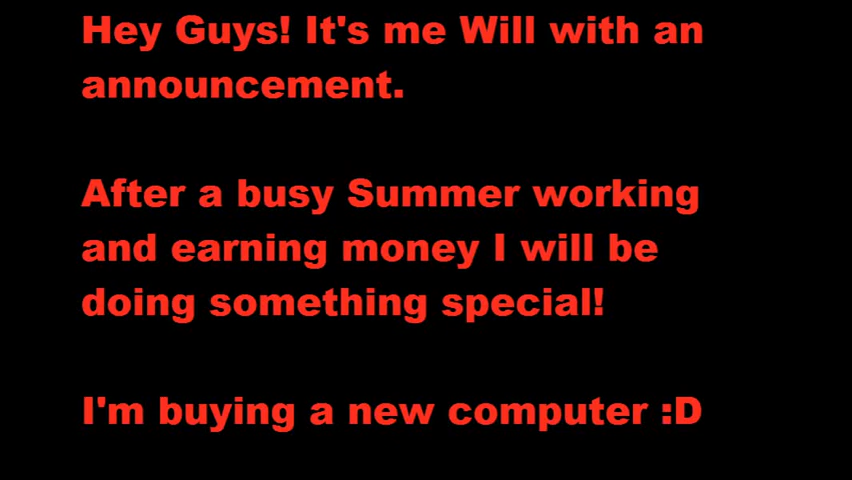 Hey Guys! It's me Will with an
announcement.
After a busy Summer working
and earning money I will be
doing something special!
I'm buying a new computer :D